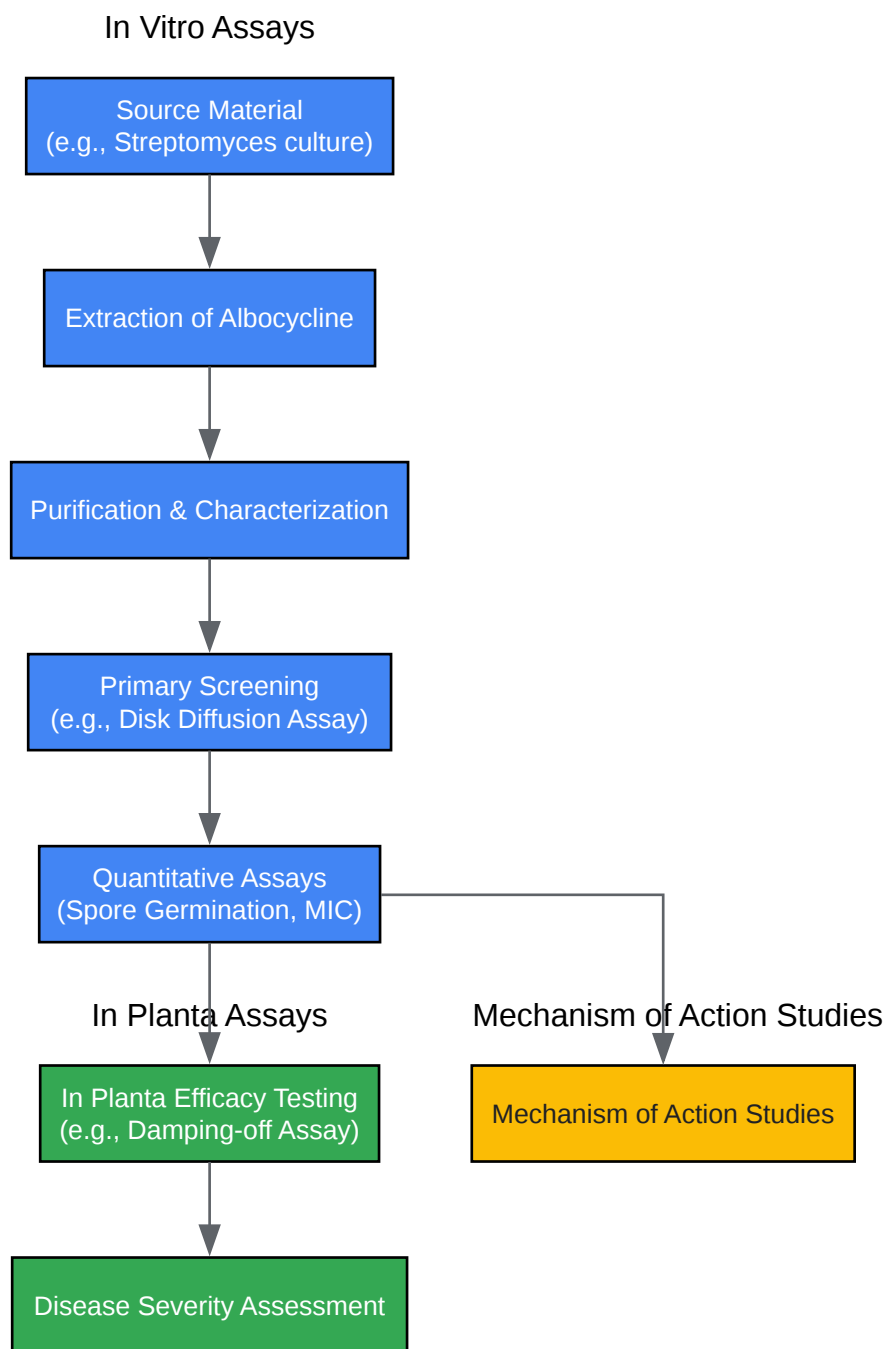 In Vitro Assays
Source Material
(e.g., Streptomyces culture)
Extraction of Albocycline
Purification & Characterization
Primary Screening
(e.g., Disk Diffusion Assay)
Quantitative Assays
(Spore Germination, MIC)
In Planta Assays
Mechanism of Action Studies
In Planta Efficacy Testing
(e.g., Damping-off Assay)
Mechanism of Action Studies
Disease Severity Assessment